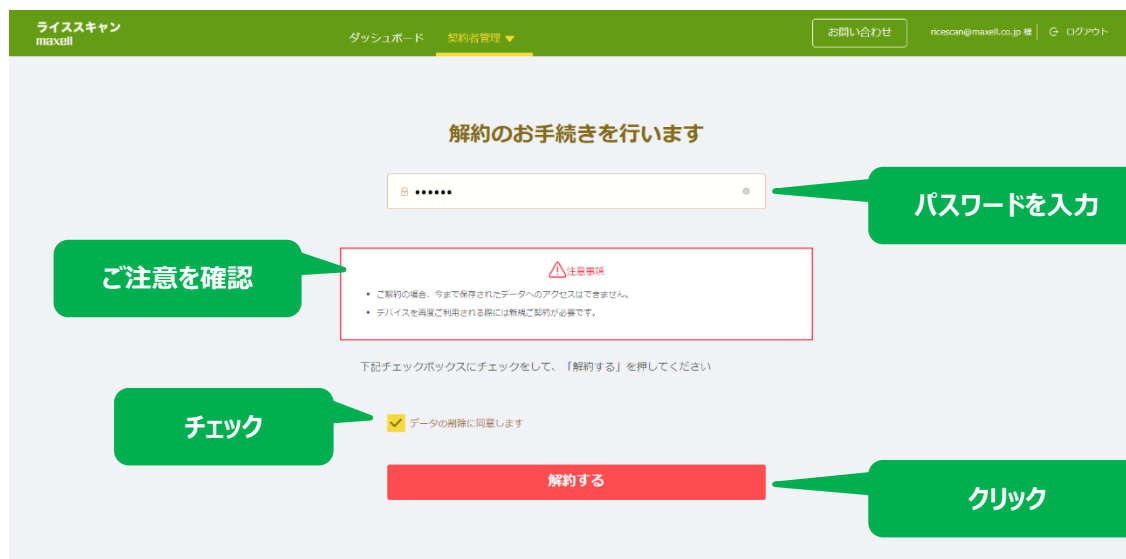 ライススキャン
maxell
ダッシュボード 契約者管理 ▼
お問い合わせ
ricescan@maxell.co.jp 様
ログアウト
解約のお手続きを行います
••••••
パスワードを入力
ご注意を確認
注意事項
• ご解約の場合、今まで保存されたデータへのアクセスはできません。
• デバイスを再度ご利用される際には新規ご契約が必要です。
下記チェックボックスにチェックをして、「解約する」を押してください
チェック
データの削除に同意します
解約する
クリック